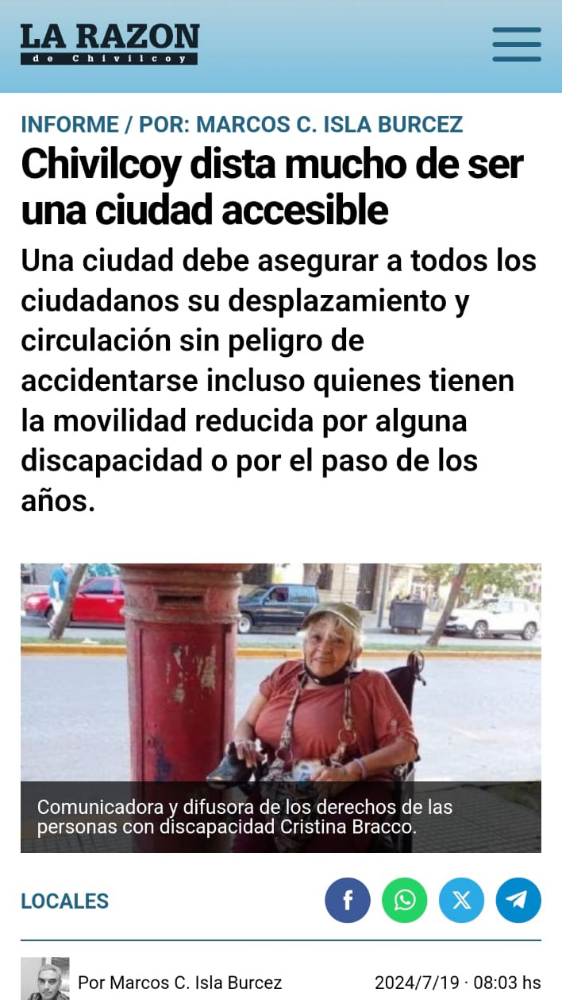 LA RAZON
de Chivilcoy
INFORME / POR: MARCOS C. ISLA BURCEZ
Chivilcoy dista mucho de ser
una ciudad accesible
Una ciudad debe asegurar a todos los
ciudadanos su desplazamiento y
circulación sin peligro de
accidentarse incluso quienes tienen
la movilidad reducida por alguna
discapacidad o por el paso de los
años.
Comunicadora y difusora de los derechos de las
personas con discapacidad Cristina Bracco.
LOCALES
Por Marcos C. Isla Burcez
2024/7/19 · 08:03 hs